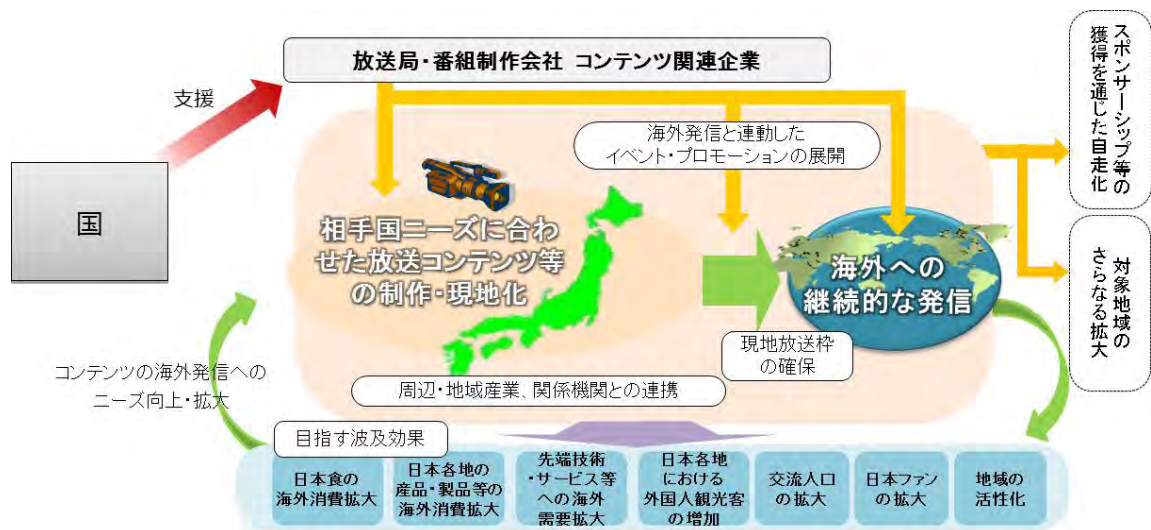 放送局・番組制作会社 コンテンツ関連企業
支援
国
海外発信と連動した
イベント・プロモーションの展開
相手国ニーズに合わ
せた放送コンテンツ等
の制作・現地化
海外への
継続的な発信
現地放送枠
の確保
周辺・地域産業、関係機関との連携
スポンサーシップ等の
獲得を通じた自走化
対象地域の
さらなる拡大
コンテンツの海外発信への
ニーズ向上・拡大
目指す波及効果
日本食の
海外消費拡大
日本各地の
産品・製品等の
海外消費拡大
先端技術
・サービス等
への海外
需要拡大
日本各地
における
外国人観光客
の増加
交流人口
の拡大
日本ファン
の拡大
地域の
活性化